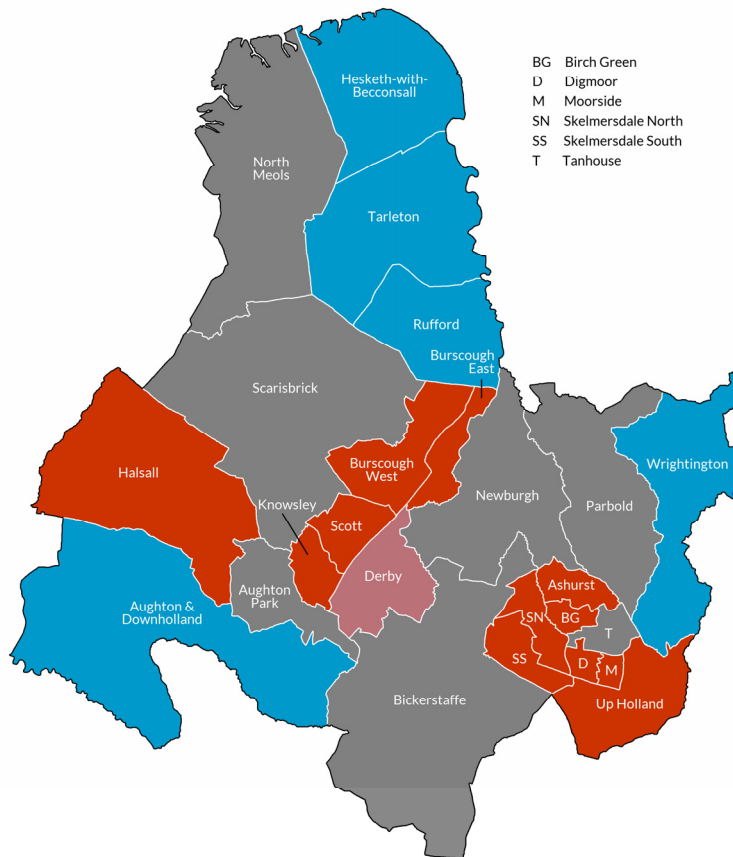 Hesketh-with-
Becconsall
BG Birch Green
D Digmoor
M Moorside
SN Skelmersdale North
SS Skelmersdale South
T Tanhouse
North
Meols
Tarleton
Rufford
Burscough
East
Scarisbrick
Halsall
Burscough
West
Wrightington
Newburgh
Parbold
Knowsley
Scott
Derby
Ashurst
Aughton
Park
Aughton &
Downholland
SN
BG
T
SS
D
M
Bickerstaffe
Up Holland